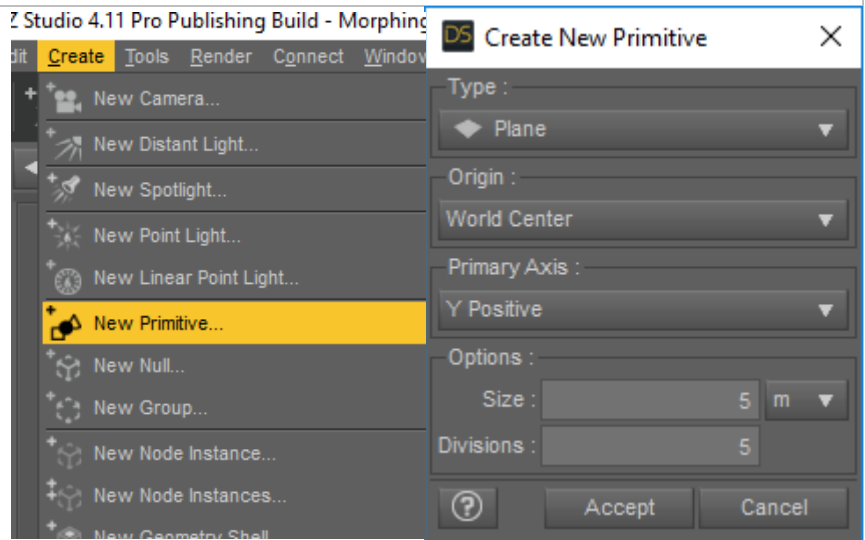 Z Studio 4.11 Pro Publishing Build - Morphing
dit Create Tools Render Connect Window
New Camera...
New Distant Light...
New Spotlight...
New Point Light...
New Linear Point Light...
New Primitive...
New Null...
New Group...
New Node Instance...
New Node Instances...
New Geometry Shell
DS Create New Primitive
Type :
Plane
Origin :
World Center
Primary Axis :
Y Positive
Options :
Size : 5 m
Divisions : 5
? Accept Cancel